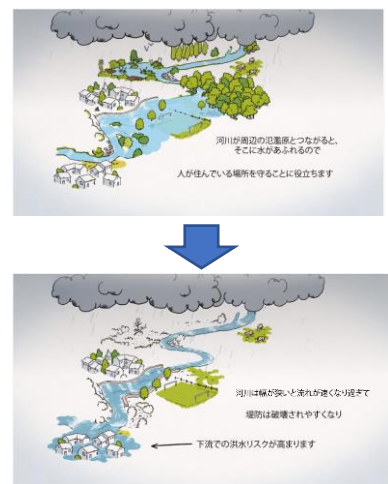 河川が周辺の氾濫原とつながると、
そこに水があふれるので
人が住んでいる場所を守ることに役立ちます
河川は幅が狭いと流れが速くなり過ぎて
堤防は破壊されやすくなり
下流での洪水リスクが高まります